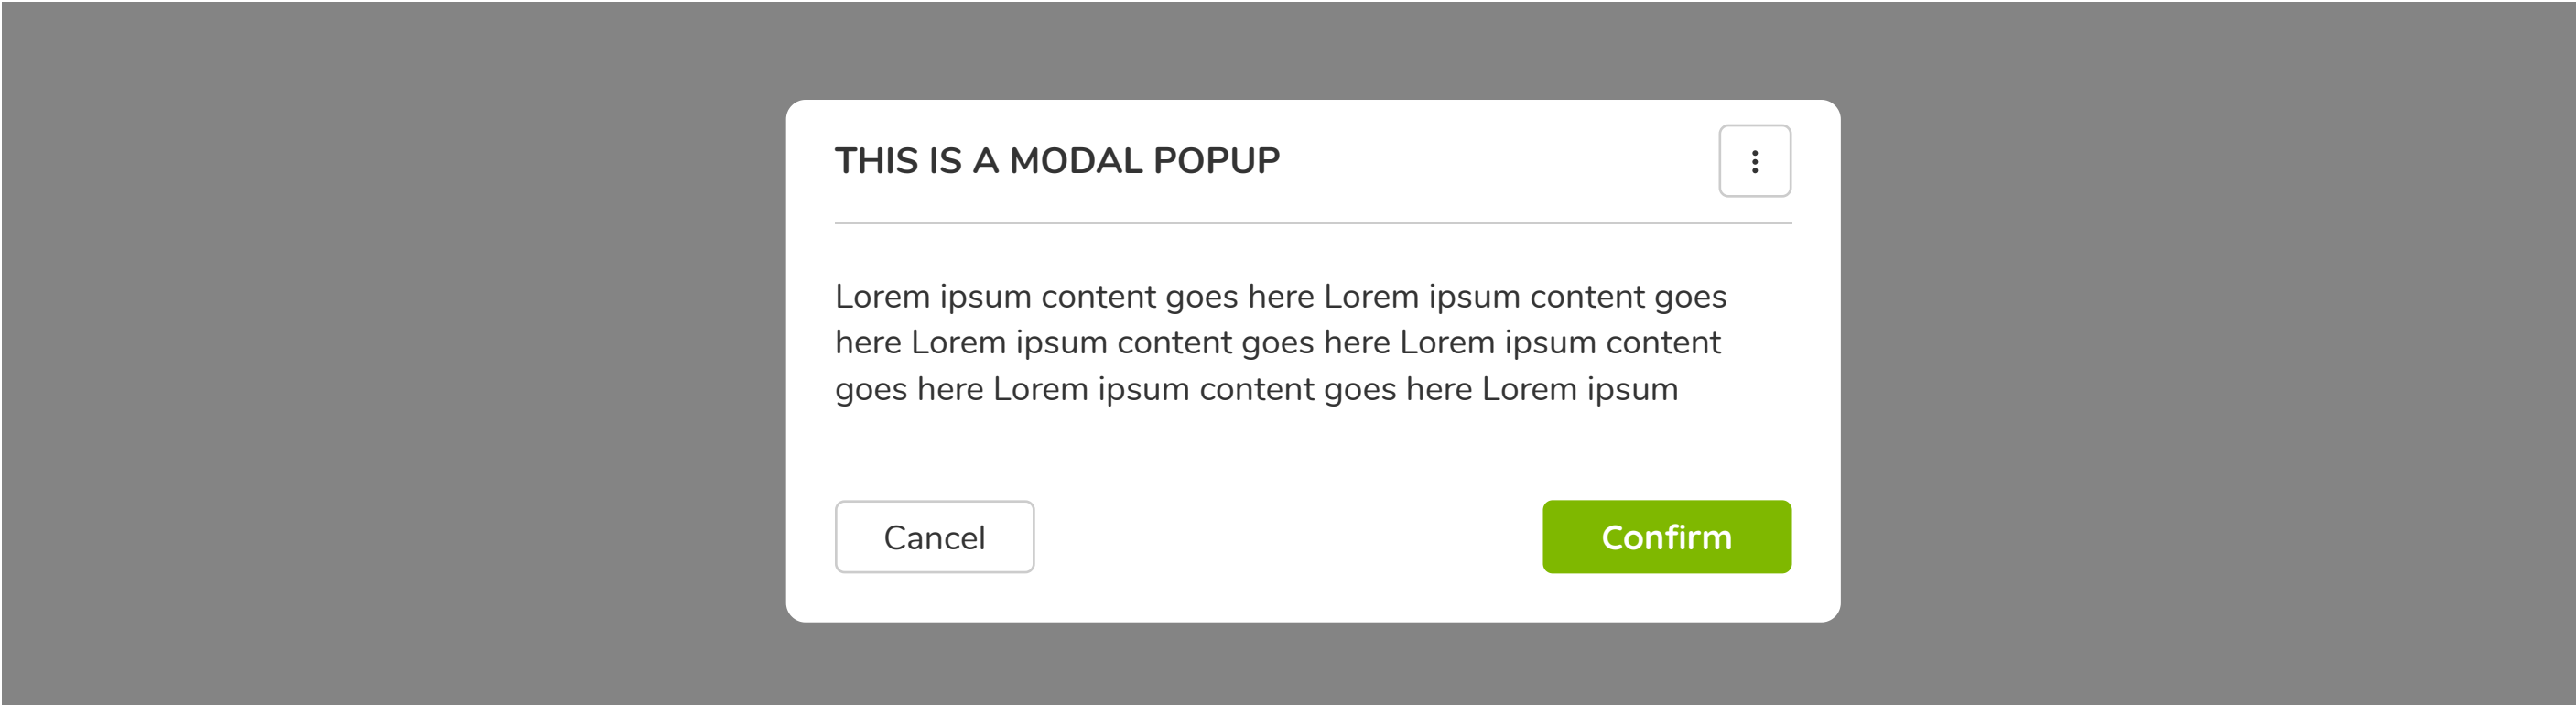 THIS IS A MODAL POPUP
Lorem ipsum content goes here Lorem ipsum content goes
here Lorem ipsum content goes here Lorem ipsum content
goes here Lorem ipsum content goes here Lorem ipsum
Cancel
Confirm